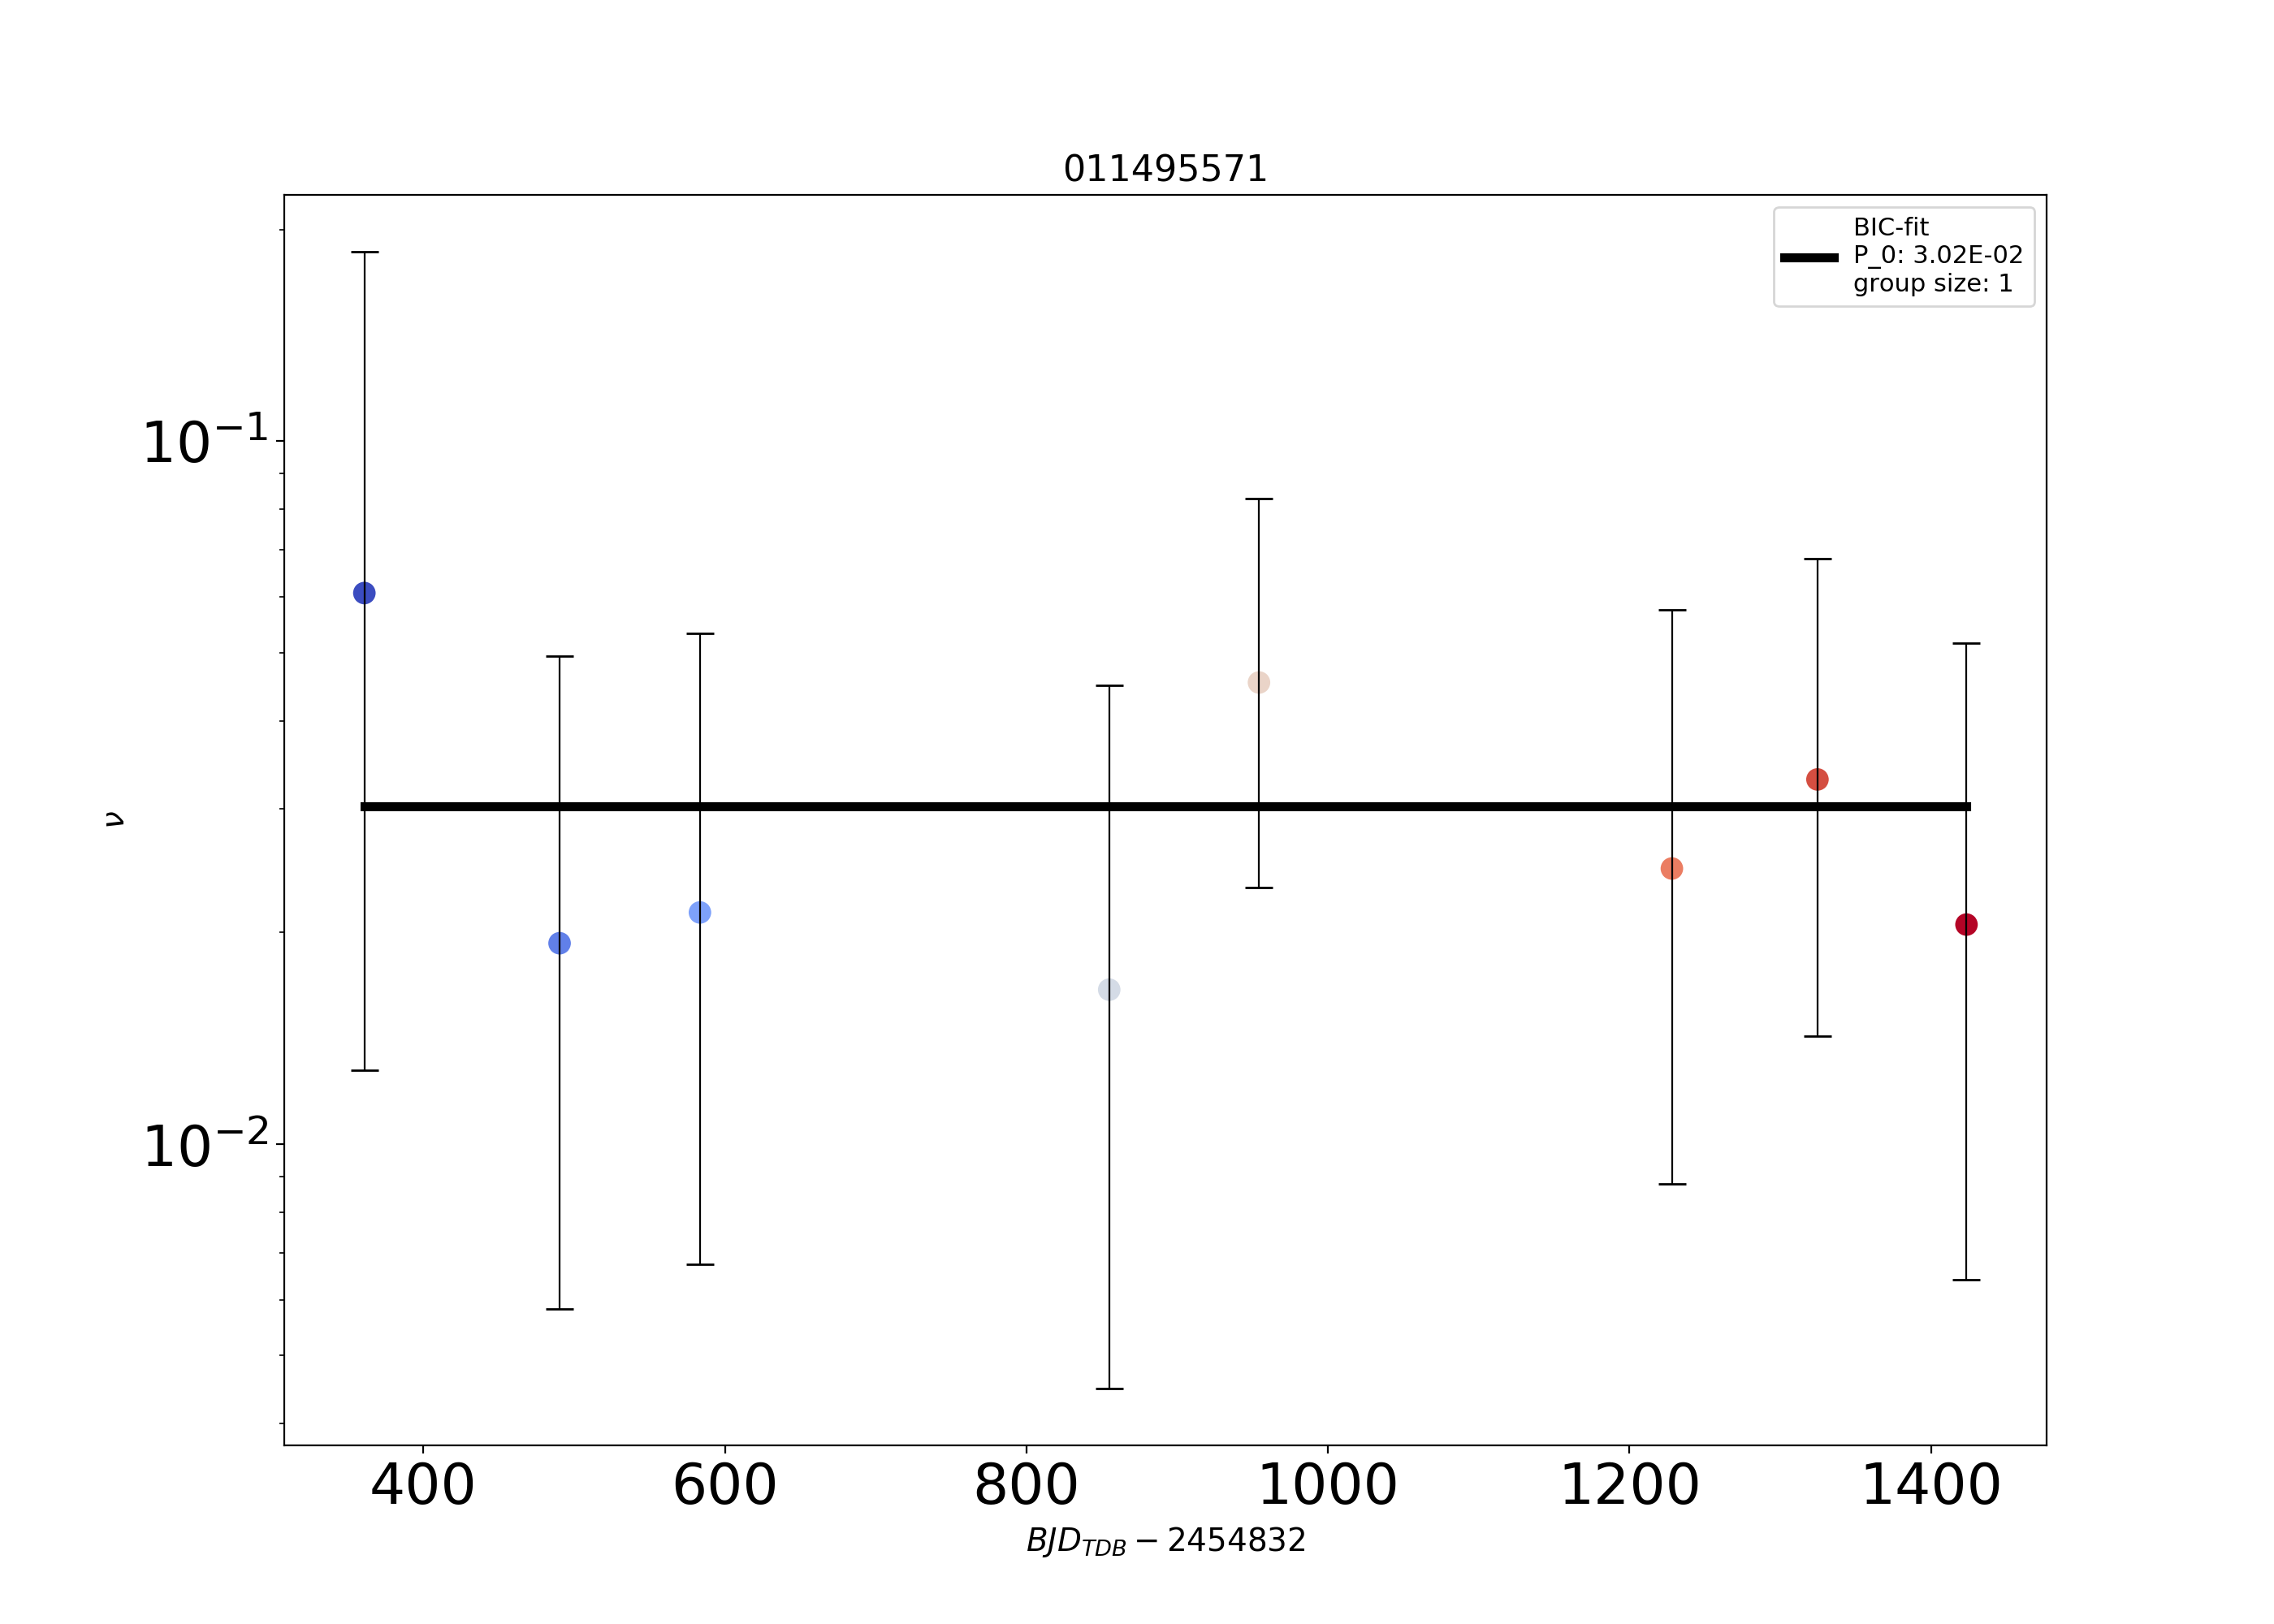 011495571
BIC-fit
P_0: 3.02E-02
group size: 1
10⁻¹
10⁻²
ν
400 600 800 1000 1200 1400
BJD_TDB − 2454832